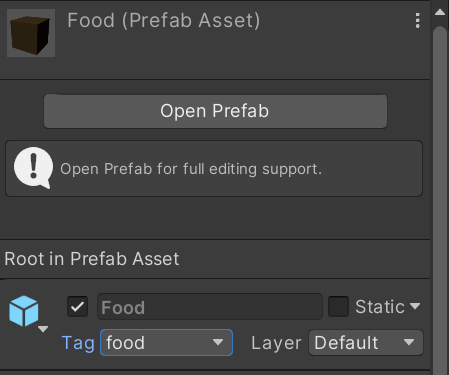 Food (Prefab Asset)
Open Prefab
Open Prefab for full editing support.
Root in Prefab Asset
Food Static
Tag food Layer Default